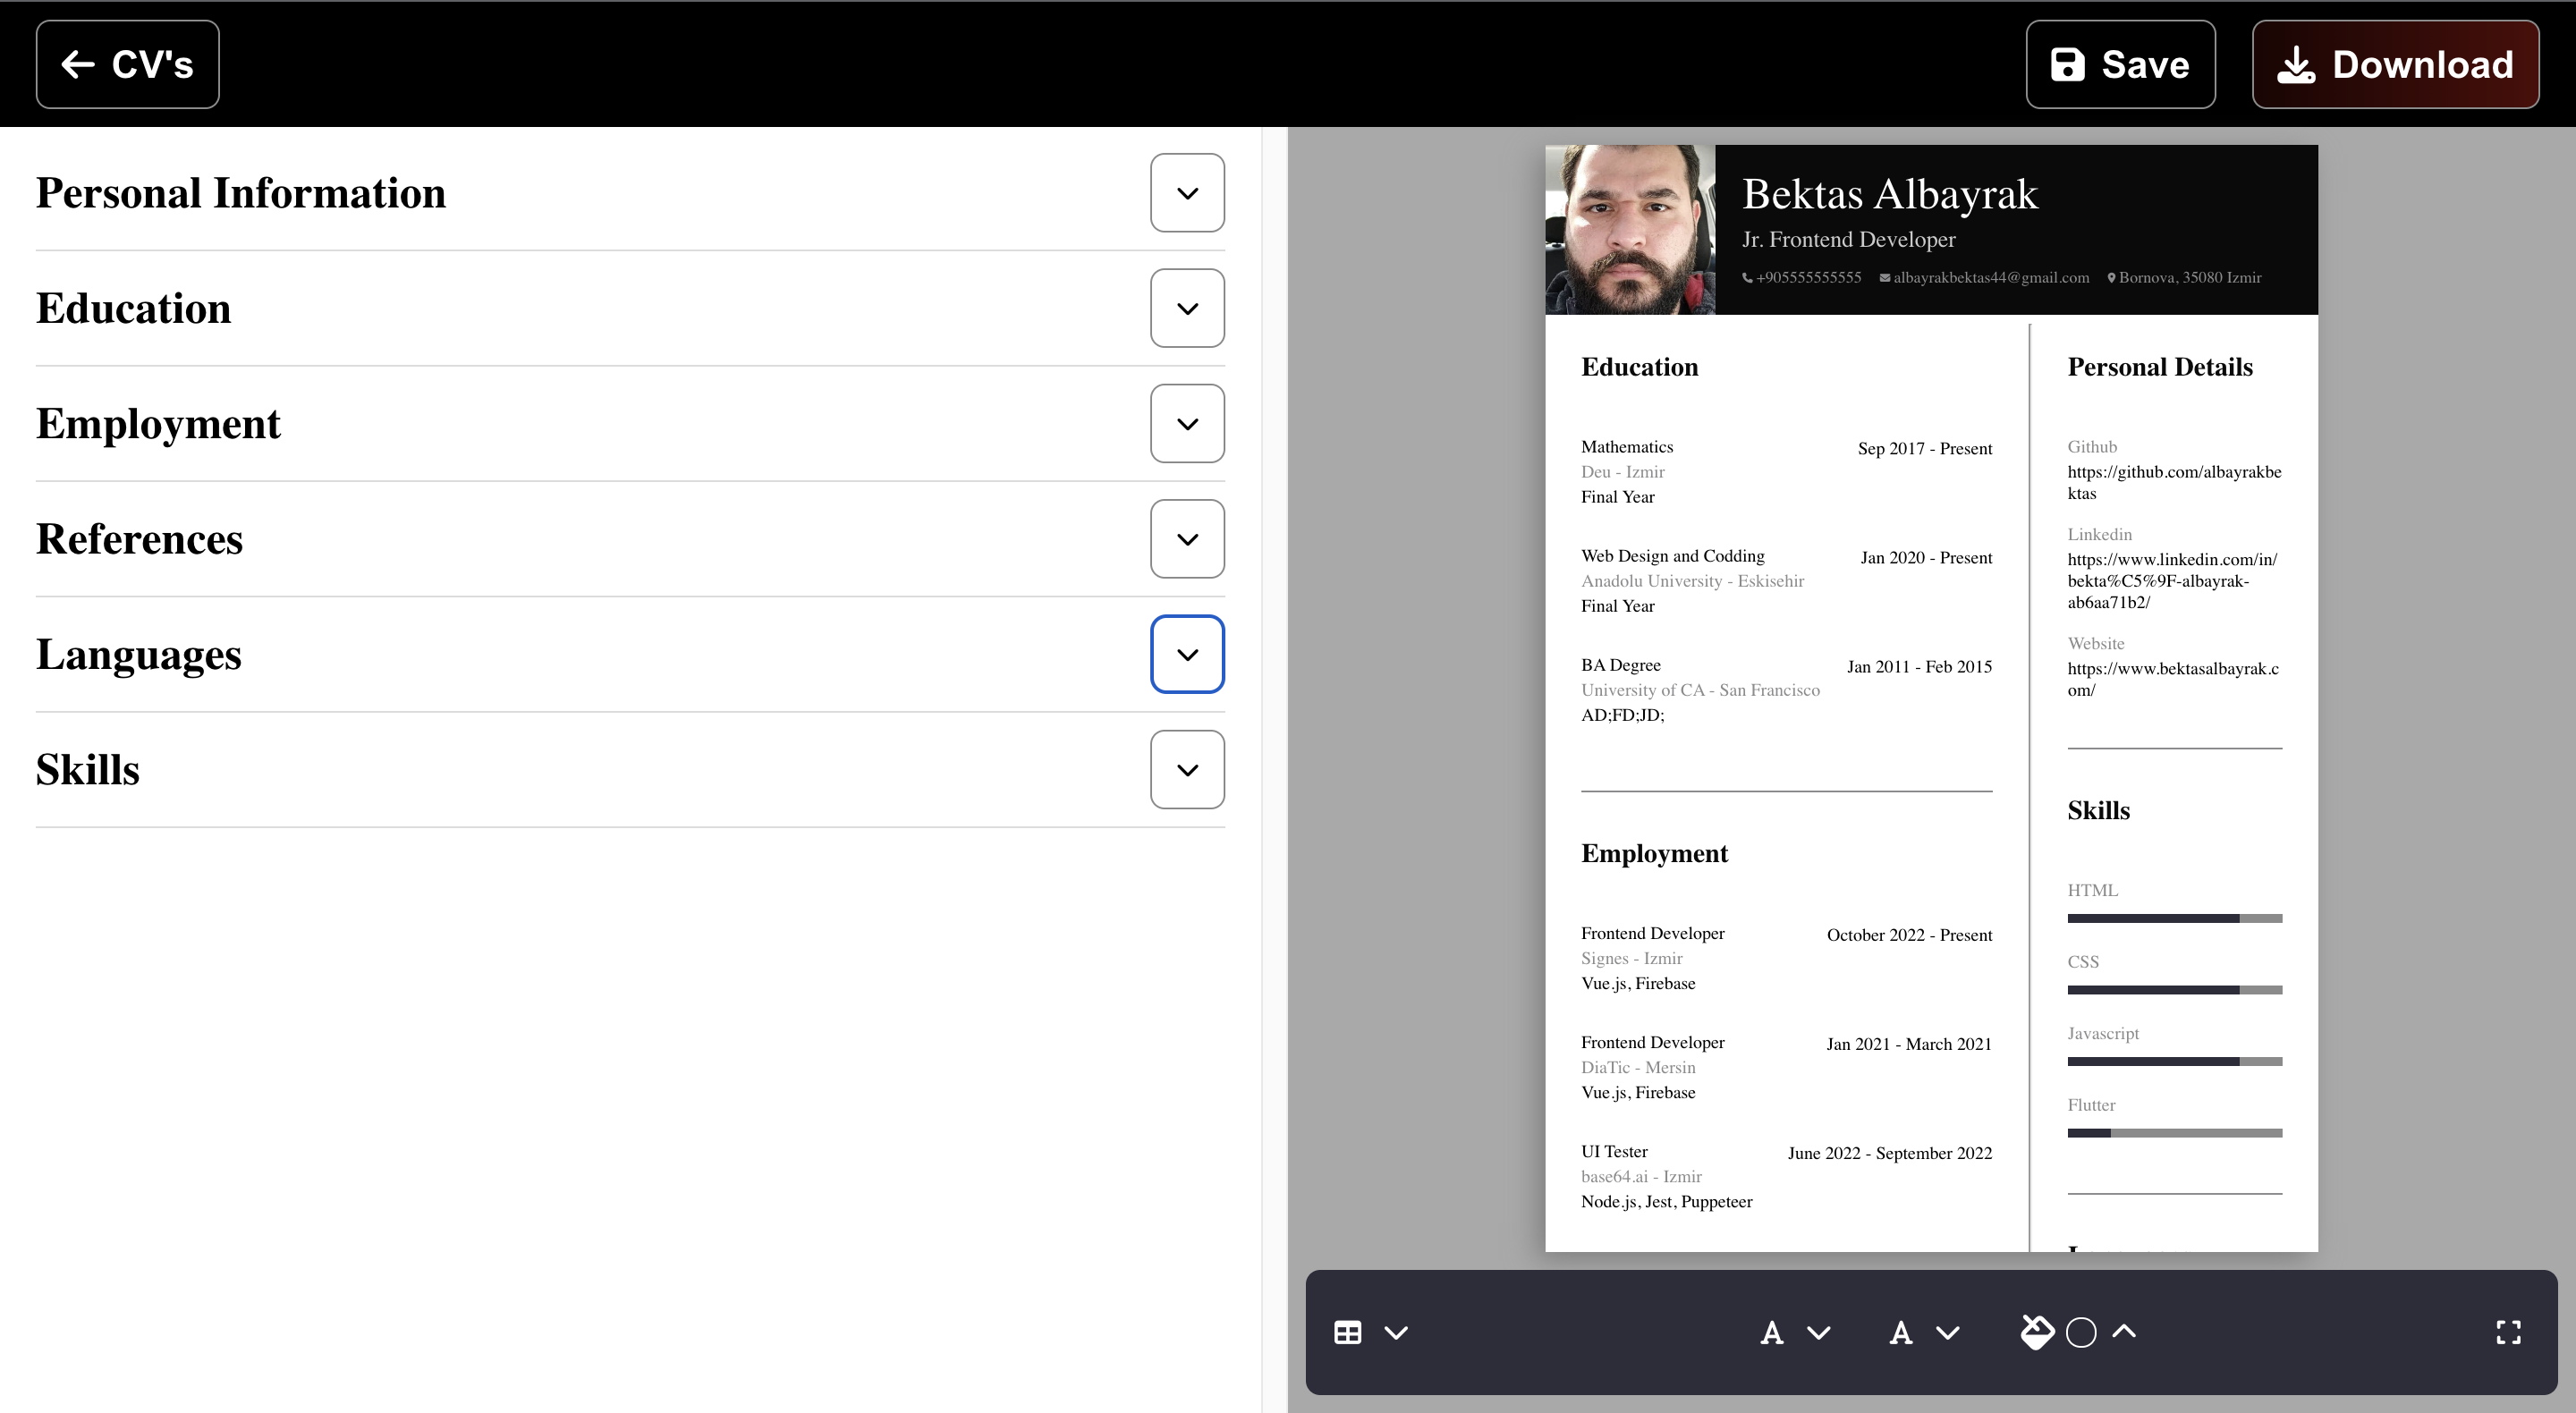 CV's
Save
Download
Personal Information
Education
Employment
References
Languages
Skills
Bektas Albayrak
Jr. Frontend Developer
+905555555555 albayrakbektas44@gmail.com Bornova, 35080 Izmir
Education
Mathematics Sep 2017 - Present
Deu - Izmir
Final Year
Web Design and Codding Jan 2020 - Present
Anadolu University - Eskisehir
Final Year
BA Degree Jan 2011 - Feb 2015
University of CA - San Francisco
AD;FD;JD;
Employment
Frontend Developer October 2022 - Present
Signes - Izmir
Vue.js, Firebase
Frontend Developer Jan 2021 - March 2021
DiaTic - Mersin
Vue.js, Firebase
UI Tester June 2022 - September 2022
base64.ai - Izmir
Node.js, Jest, Puppeteer
Personal Details
Github
https://github.com/albayrakbe
ktas
Linkedin
https://www.linkedin.com/in/
bekta%C5%9F-albayrak-
ab6aa71b2/
Website
https://www.bektasalbayrak.c
om/
Skills
HTML
CSS
Javascript
Flutter
A
A